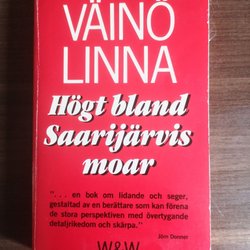 VÄINÖ
LINNA
Högt bland
Saarijärvis
moar
"... en bok om lidande och seger,
gestaltad av en berättare som kan förena
de stora perspektiven med övertygande
detaljrikedom och skärpa."
Jörn Donner
W&W